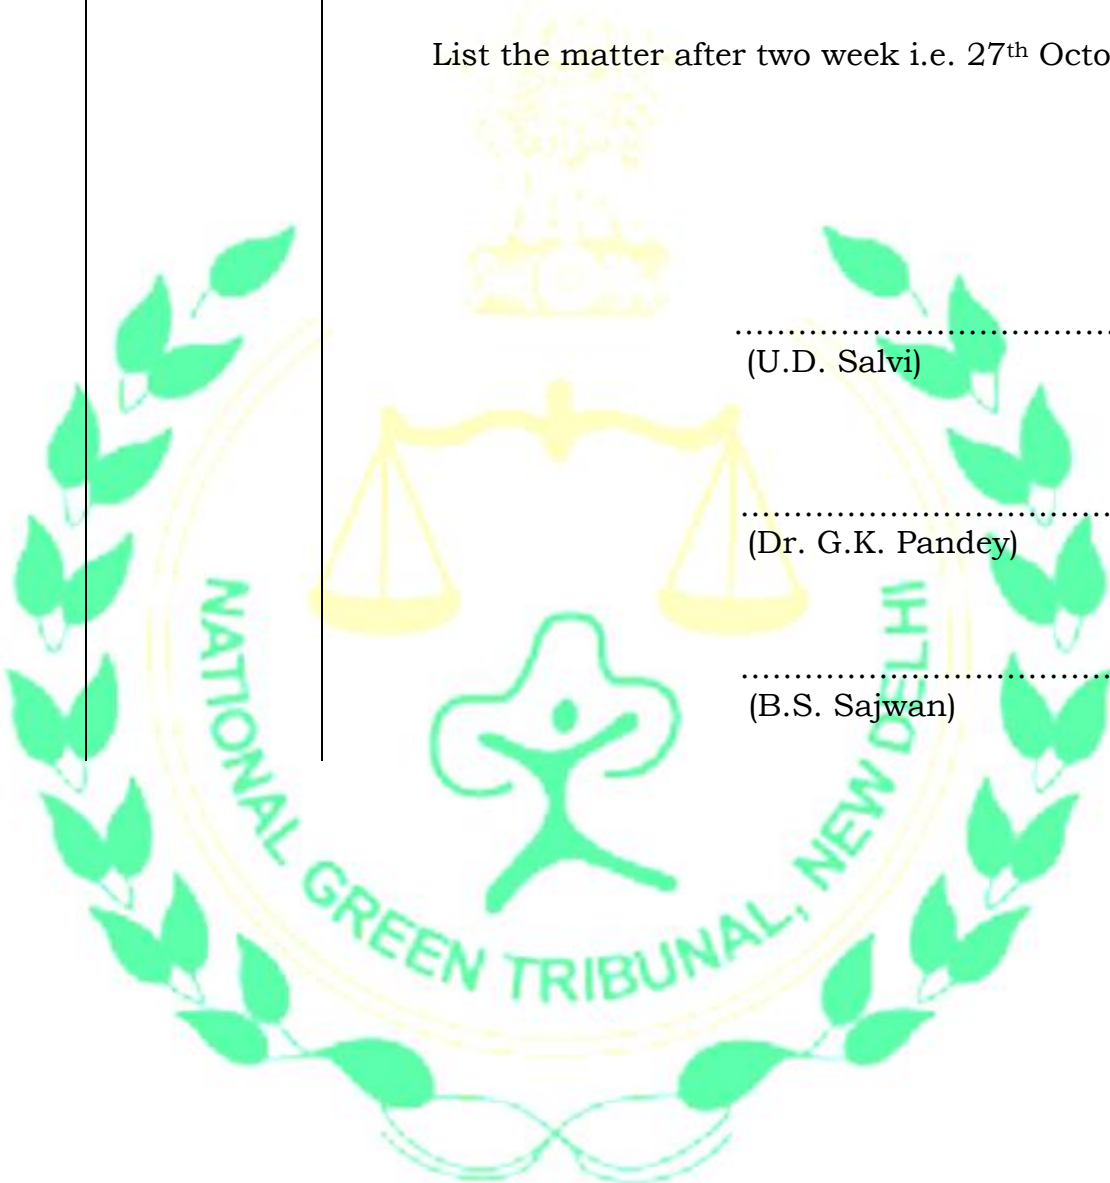 List the matter after two week i.e. 27th Octo
....................................
(U.D. Salvi)
....................................
(Dr. G.K. Pandey)
....................................
(B.S. Sajwan)
NATIONAL GREEN TRIBUNAL, NEW DELHI